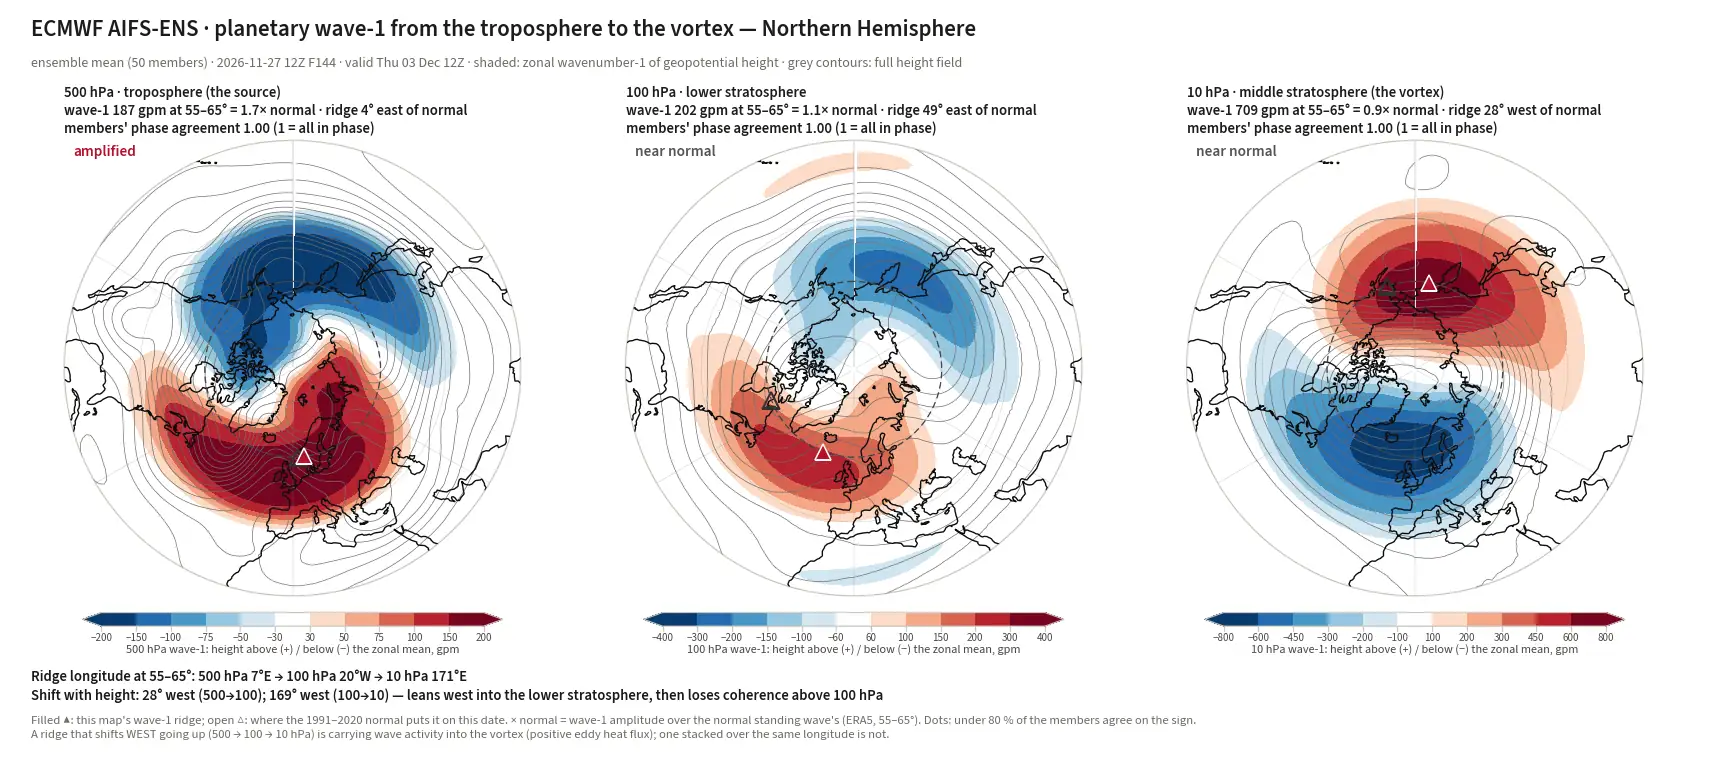 ECMWF AIFS-ENS · planetary wave-1 from the troposphere to the vortex — Northern Hemisphere
ensemble mean (50 members) · 2026-11-27 12Z F144 · valid Thu 03 Dec 12Z · shaded: zonal wavenumber-1 of geopotential height · grey contours: full height field
500 hPa · troposphere (the source)
wave-1 187 gpm at 55–65° = 1.7× normal · ridge 4° east of normal
members' phase agreement 1.00 (1 = all in phase)
amplified
100 hPa · lower stratosphere
wave-1 202 gpm at 55–65° = 1.1× normal · ridge 49° east of normal
members' phase agreement 1.00 (1 = all in phase)
near normal
10 hPa · middle stratosphere (the vortex)
wave-1 709 gpm at 55–65° = 0.9× normal · ridge 28° west of normal
members' phase agreement 1.00 (1 = all in phase)
near normal
−200 −150 −100 −75 −50 −30 30 50 75 100 150 200
500 hPa wave-1: height above (+) / below (−) the zonal mean, gpm
−400 −300 −200 −150 −100 −60 60 100 150 200 300 400
100 hPa wave-1: height above (+) / below (−) the zonal mean, gpm
−800 −600 −450 −300 −200 −100 100 200 300 450 600 800
10 hPa wave-1: height above (+) / below (−) the zonal mean, gpm
Ridge longitude at 55–65°: 500 hPa 7°E → 100 hPa 20°W → 10 hPa 171°E
Shift with height: 28° west (500→100); 169° west (100→10) — leans west into the lower stratosphere, then loses coherence above 100 hPa
Filled ▲: this map's wave-1 ridge; open △: where the 1991–2020 normal puts it on this date. × normal = wave-1 amplitude over the normal standing wave's (ERA5, 55–65°). Dots: under 80 % of the members agree on the sign.
A ridge that shifts WEST going up (500 → 100 → 10 hPa) is carrying wave activity into the vortex (positive eddy heat flux); one stacked over the same longitude is not.